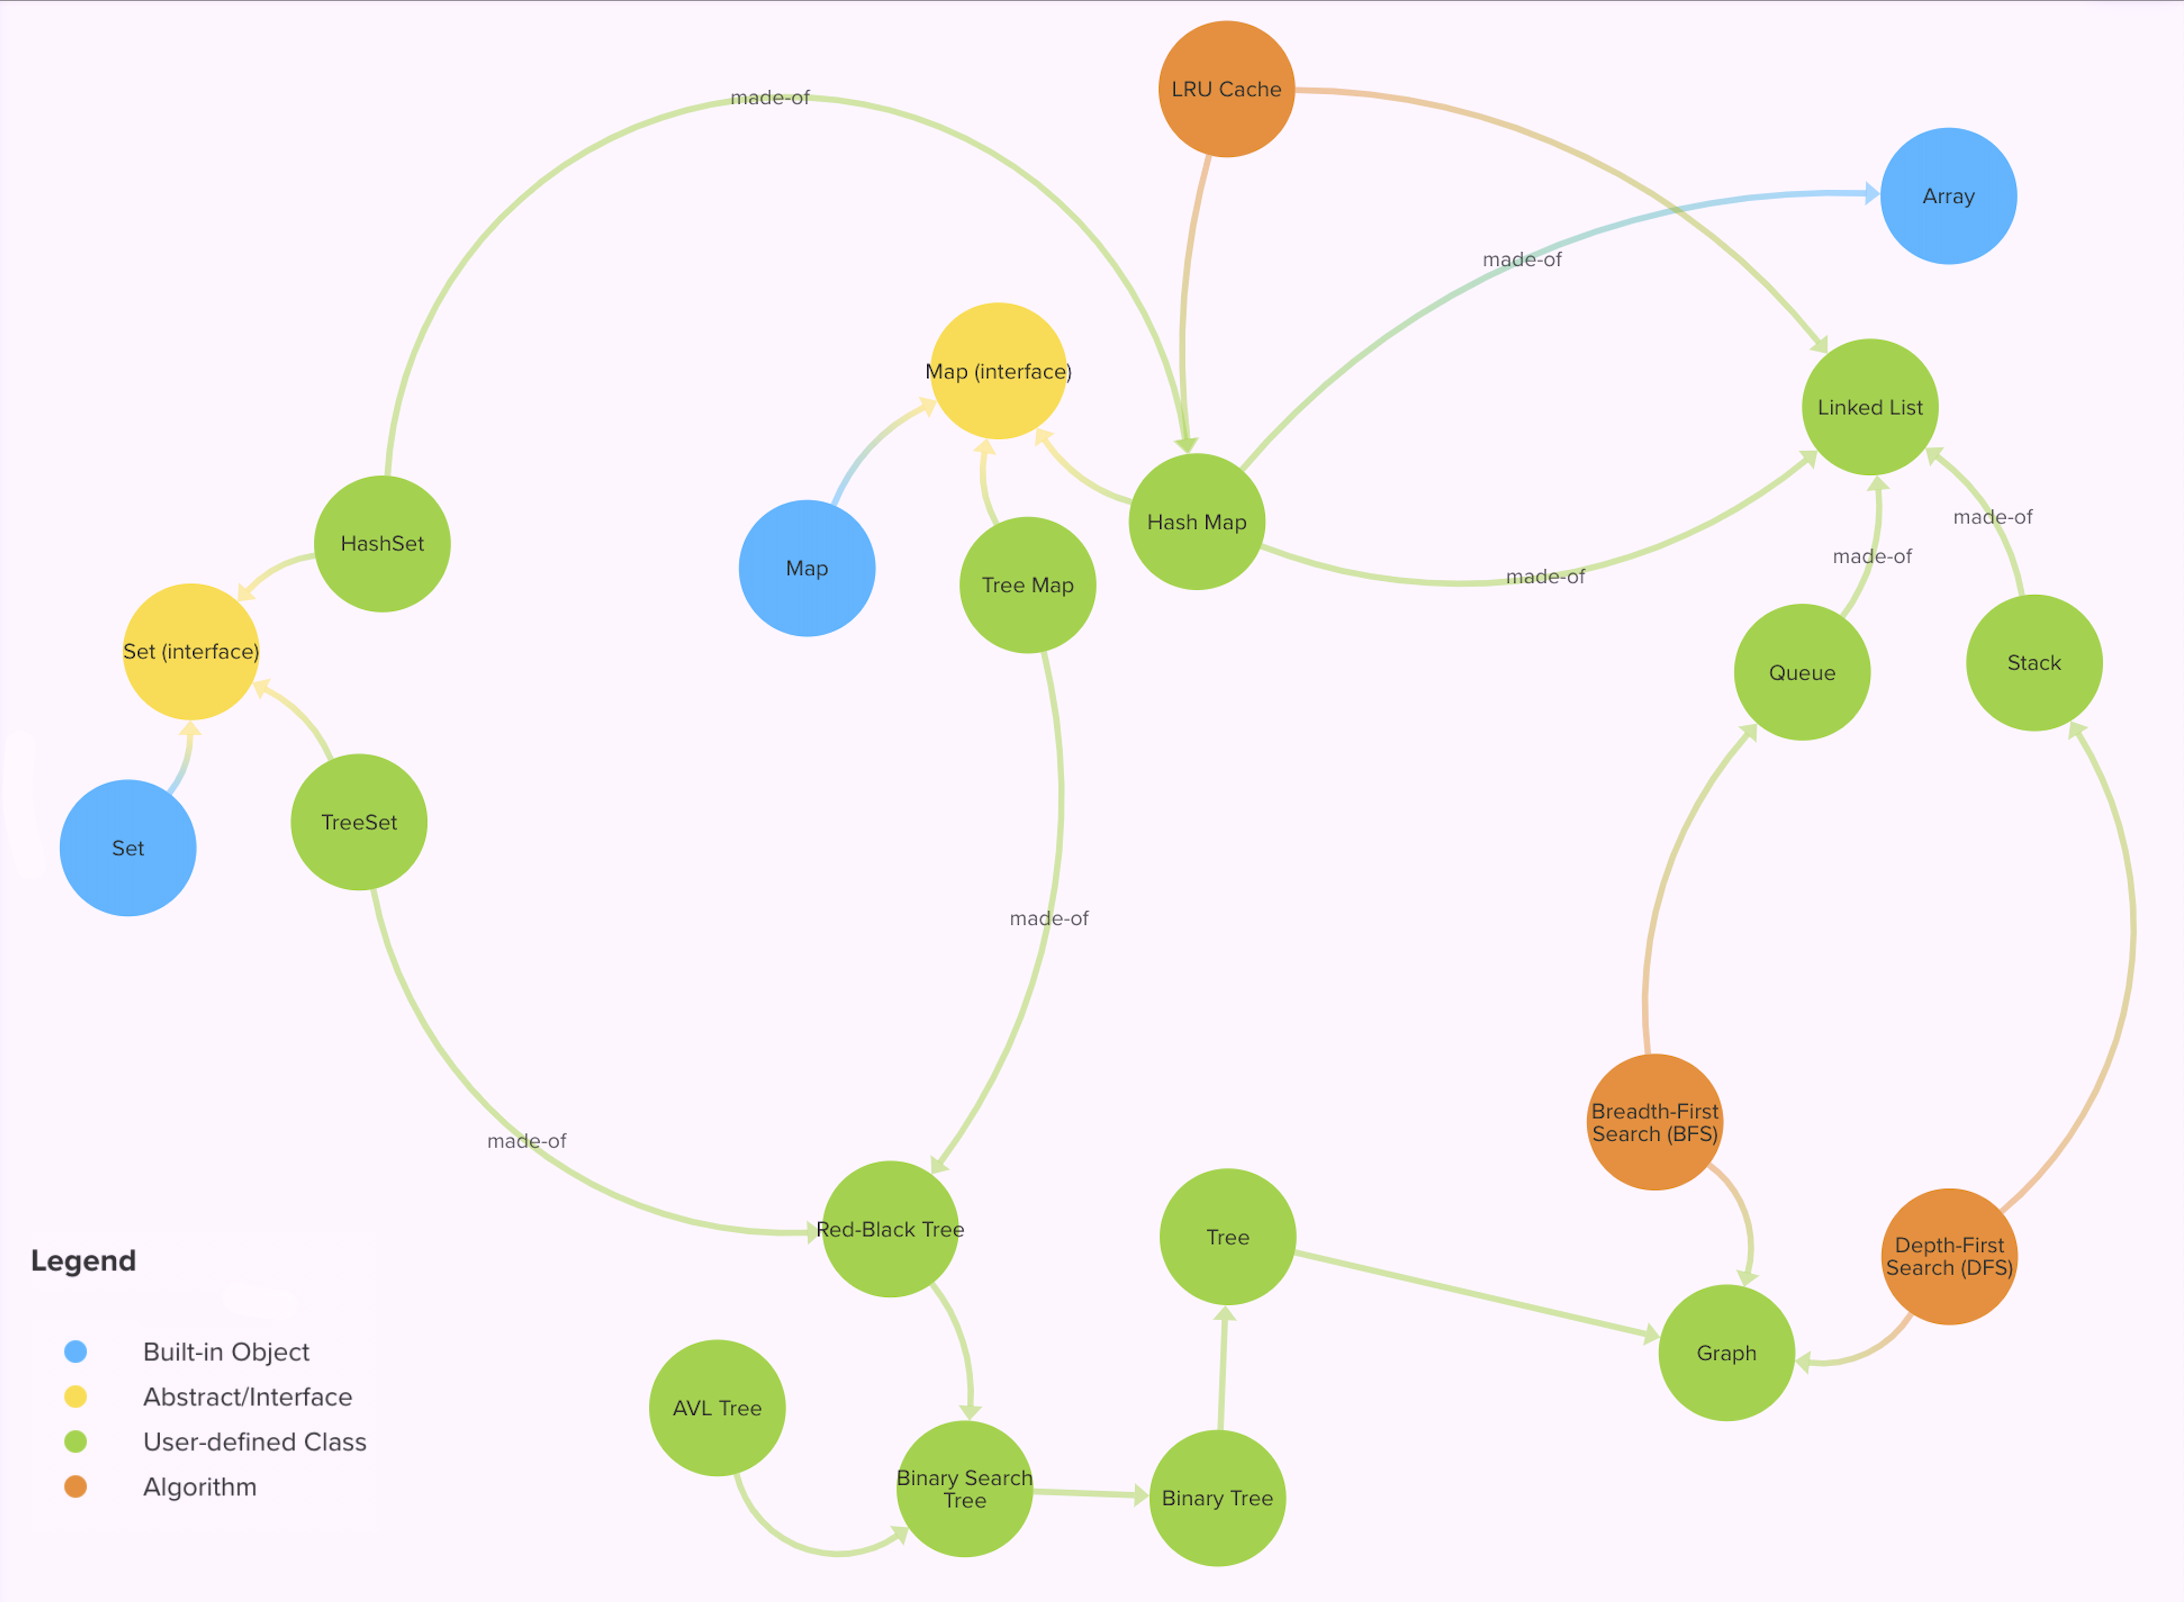 LRU Cache
made-of
Array
made-of
Map (interface)
Linked List
Hash Map
made-of
HashSet
made-of
made-of
Map
Tree Map
Set (interface)
Queue
Stack
TreeSet
Set
made-of
made-of
Breadth-First
Search (BFS)
Red-Black Tree
Tree
Depth-First
Search (DFS)
Graph
AVL Tree
Binary Search
Tree
Binary Tree
Legend
Built-in Object
Abstract/Interface
User-defined Class
Algorithm